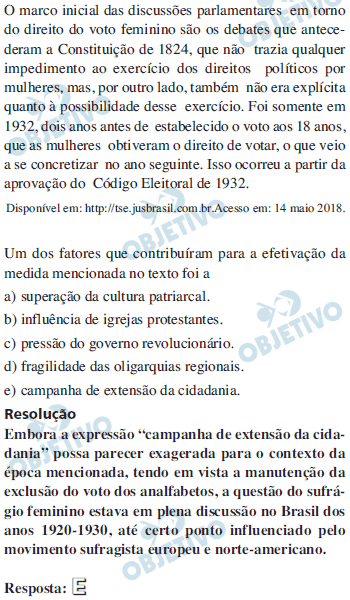 O marco inicial das discussões parlamentares em torno
do direito do voto feminino são os debates que antece-
deram a Constituição de 1824, que não trazia qualquer
impedimento ao exercício dos direitos políticos por
mulheres, mas, por outro lado, também não era explícita
quanto à possibilidade desse exercício. Foi somente em
1932, dois anos antes de estabelecido o voto aos 18 anos,
que as mulheres obtiveram o direito de votar, o que veio
a se concretizar no ano seguinte. Isso ocorreu a partir da
aprovação do Código Eleitoral de 1932.
Disponível em: http://tse.jusbrasil.com.br.Acesso em: 14 maio 2018.
Um dos fatores que contribuíram para a efetivação da
medida mencionada no texto foi a
a) superação da cultura patriarcal.
b) influência de igrejas protestantes.
c) pressão do governo revolucionário.
d) fragilidade das oligarquias regionais.
e) campanha de extensão da cidadania.
Resolução
Embora a expressão “campanha de extensão da cida-
dania” possa parecer exagerada para o contexto da
época mencionada, tendo em vista a manutenção da
exclusão do voto dos analfabetos, a questão do sufrá-
gio feminino estava em plena discussão no Brasil dos
anos 1920-1930, até certo ponto influenciado pelo
movimento sufragista europeu e norte-americano.
Resposta: E
OBJETIVO
OBJETIVO
OBJETIVO
OBJETIVO
OBJETIVO